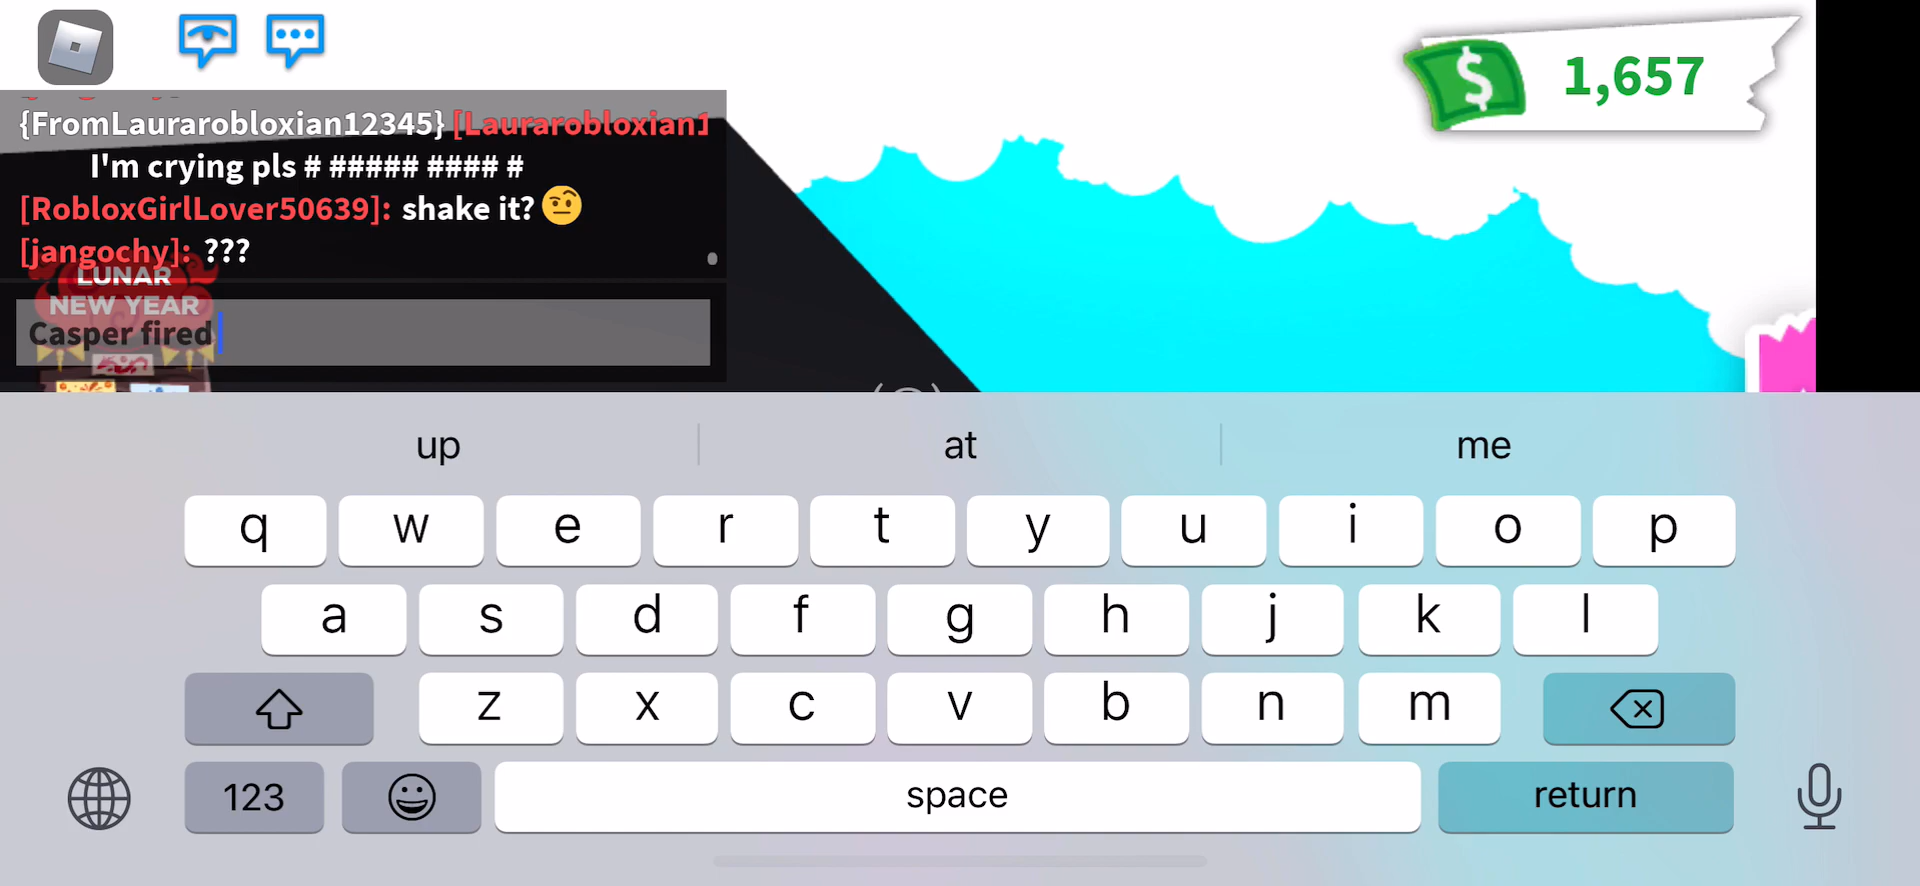 1,657
{FromLaurarobloxian12345} [Laurarobloxian1
I'm crying pls # ##### #### #
[RobloxGirlLover50639]: shake it? 🤨
[jangochy]: ???
LUNAR
NEW YEAR
Casper fired
up at me
q w e r t y u i o p
a s d f g h j k l
z x c v b n m
123 space return